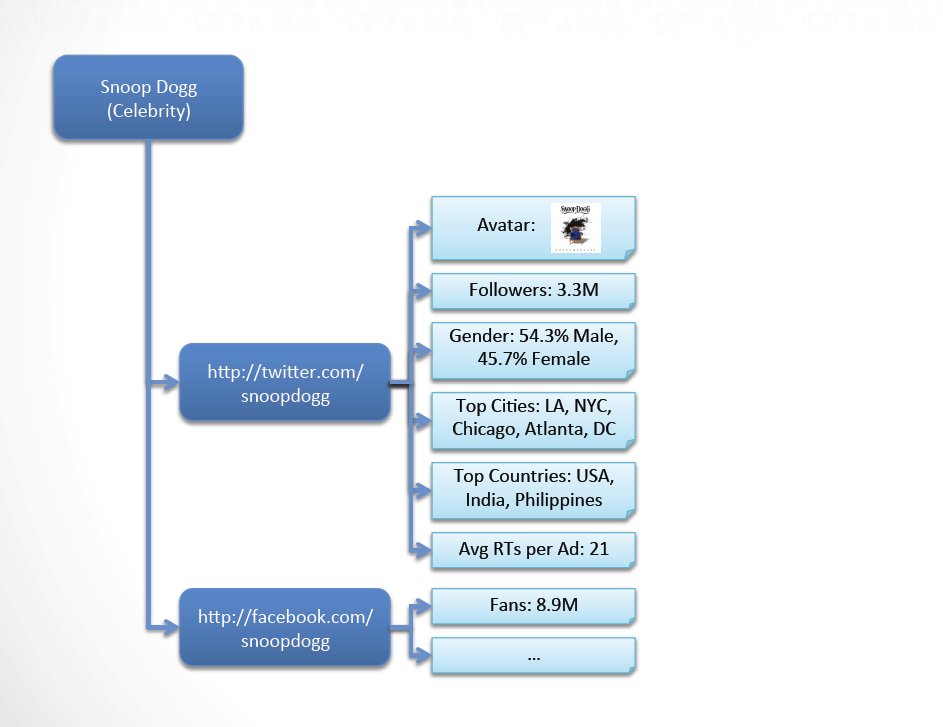 Snoop Dogg
(Celebrity)
Avatar:
SNOOP DOGG
Followers: 3.3M
Gender: 54.3% Male,
45.7% Female
http://twitter.com/
snoopdogg
Top Cities: LA, NYC,
Chicago, Atlanta, DC
Top Countries: USA,
India, Philippines
Avg RTs per Ad: 21
http://facebook.com/
snoopdogg
Fans: 8.9M
...